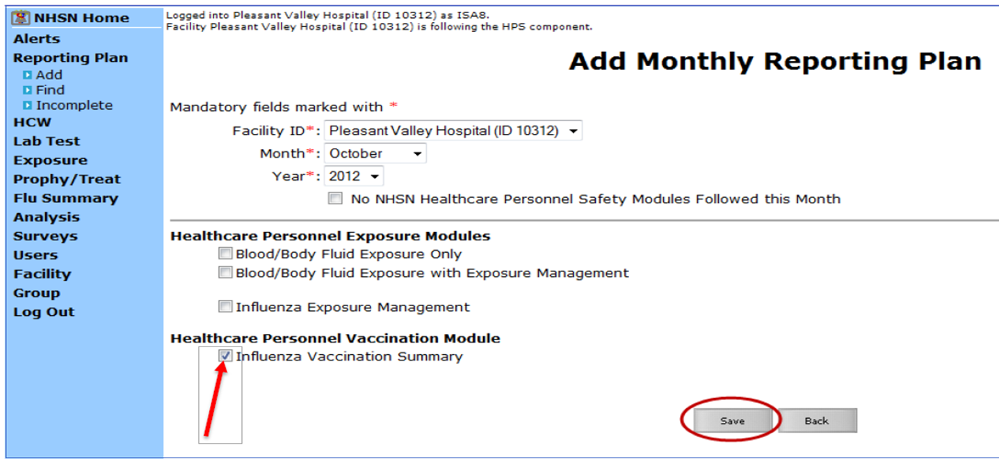 NHSN Home
Alerts
Reporting Plan
Add
Find
Incomplete
HCW
Lab Test
Exposure
Prophy/Treat
Flu Summary
Analysis
Surveys
Users
Facility
Group
Log Out
Logged into Pleasant Valley Hospital (ID 10312) as ISA8.
Facility Pleasant Valley Hospital (ID 10312) is following the HPS component.
Add Monthly Reporting Plan
Mandatory fields marked with *
Facility ID*: Pleasant Valley Hospital (ID 10312)
Month*: October
Year*: 2012
No NHSN Healthcare Personnel Safety Modules Followed this Month
Healthcare Personnel Exposure Modules
Blood/Body Fluid Exposure Only
Blood/Body Fluid Exposure with Exposure Management
Influenza Exposure Management
Healthcare Personnel Vaccination Module
Influenza Vaccination Summary
Save Back